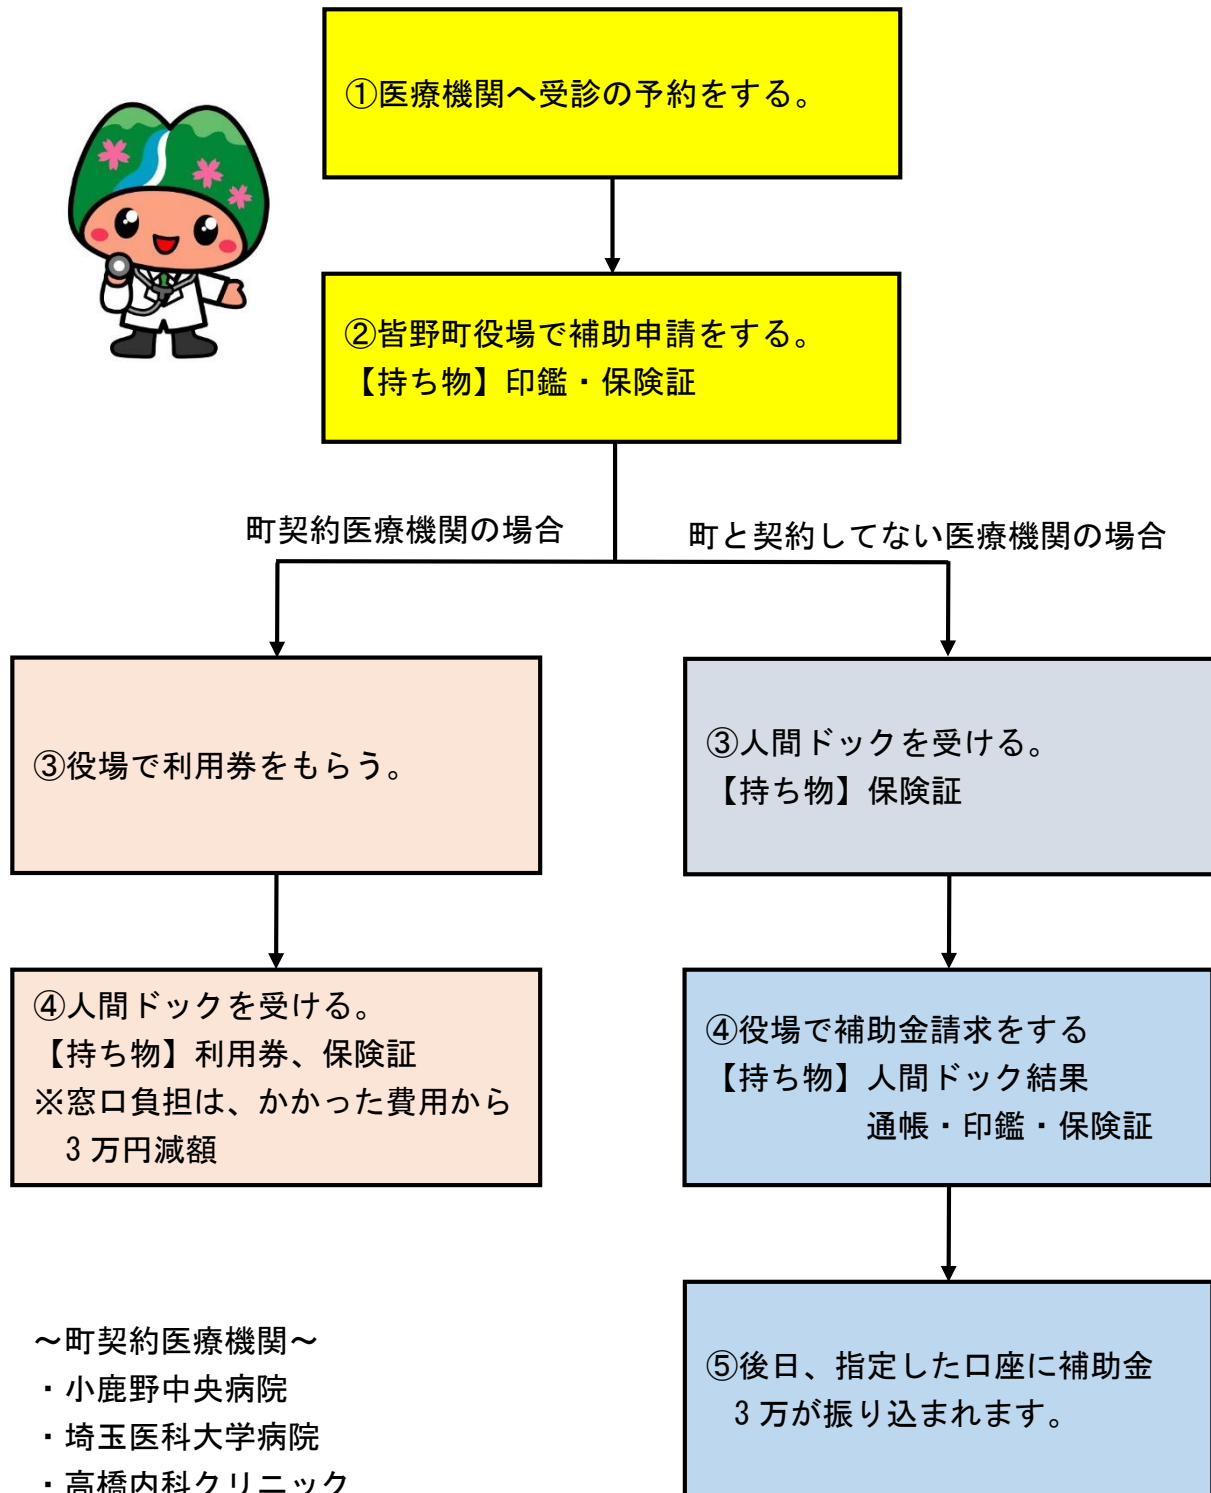 ①医療機関へ受診の予約をする。
②皆野町役場で補助申請をする。
【持ち物】印鑑・保険証
町契約医療機関の場合
町と契約してない医療機関の場合
③役場で利用券をもらう。
③人間ドックを受ける。
【持ち物】保険証
④人間ドックを受ける。
【持ち物】利用券、保険証
※窓口負担は、かかった費用から
3万円減額
④役場で補助金請求をする
【持ち物】人間ドック結果
通帳・印鑑・保険証
～町契約医療機関～
・小鹿野中央病院
・埼玉医科大学病院
・高橋内科クリニック
⑤後日、指定した口座に補助金
3万が振り込まれます。